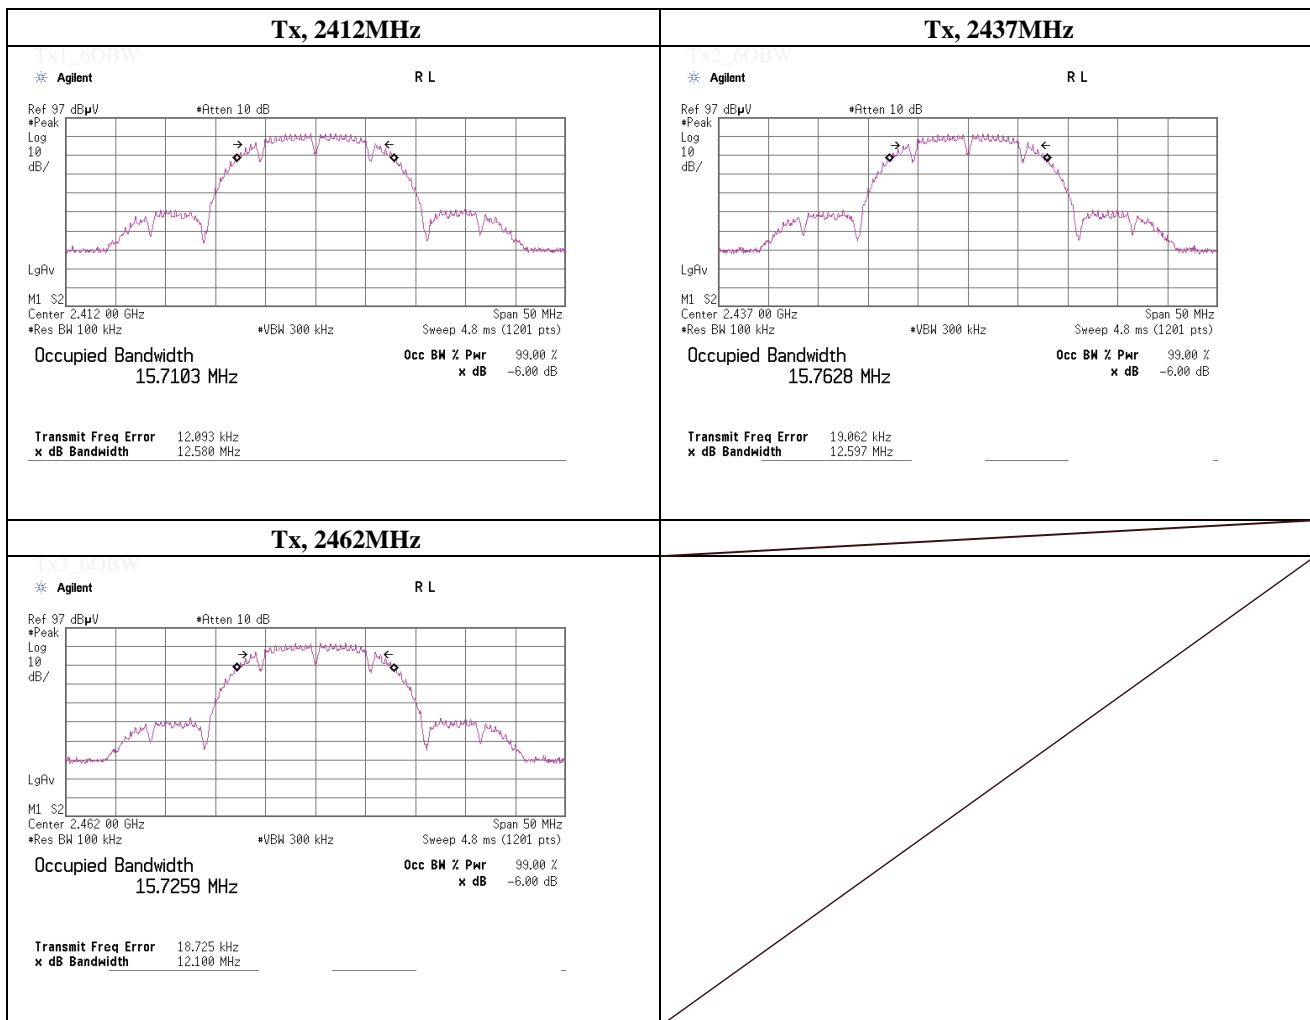 Tx, 2412MHz
Tx1_6OBW
Agilent
R L
Ref 97 dBµV
#Atten 10 dB
#Peak
Log
10
dB/
LgAv
M1 S2
Center 2.412 00 GHz
Span 50 MHz
#Res BW 100 kHz
#VBW 300 kHz
Sweep 4.8 ms (1201 pts)
Occupied Bandwidth
15.7103 MHz
Occ BW % Pwr 99.00 %
x dB -6.00 dB
Transmit Freq Error 12.093 kHz
x dB Bandwidth 12.580 MHz
Tx, 2437MHz
Tx2_6OBW
Agilent
R L
Ref 97 dBµV
#Atten 10 dB
#Peak
Log
10
dB/
LgAv
M1 S2
Center 2.437 00 GHz
Span 50 MHz
#Res BW 100 kHz
#VBW 300 kHz
Sweep 4.8 ms (1201 pts)
Occupied Bandwidth
15.7628 MHz
Occ BW % Pwr 99.00 %
x dB -6.00 dB
Transmit Freq Error 19.062 kHz
x dB Bandwidth 12.597 MHz
Tx, 2462MHz
Tx3_6OBW
Agilent
R L
Ref 97 dBµV
#Atten 10 dB
#Peak
Log
10
dB/
LgAv
M1 S2
Center 2.462 00 GHz
Span 50 MHz
#Res BW 100 kHz
#VBW 300 kHz
Sweep 4.8 ms (1201 pts)
Occupied Bandwidth
15.7259 MHz
Occ BW % Pwr 99.00 %
x dB -6.00 dB
Transmit Freq Error 18.725 kHz
x dB Bandwidth 12.100 MHz